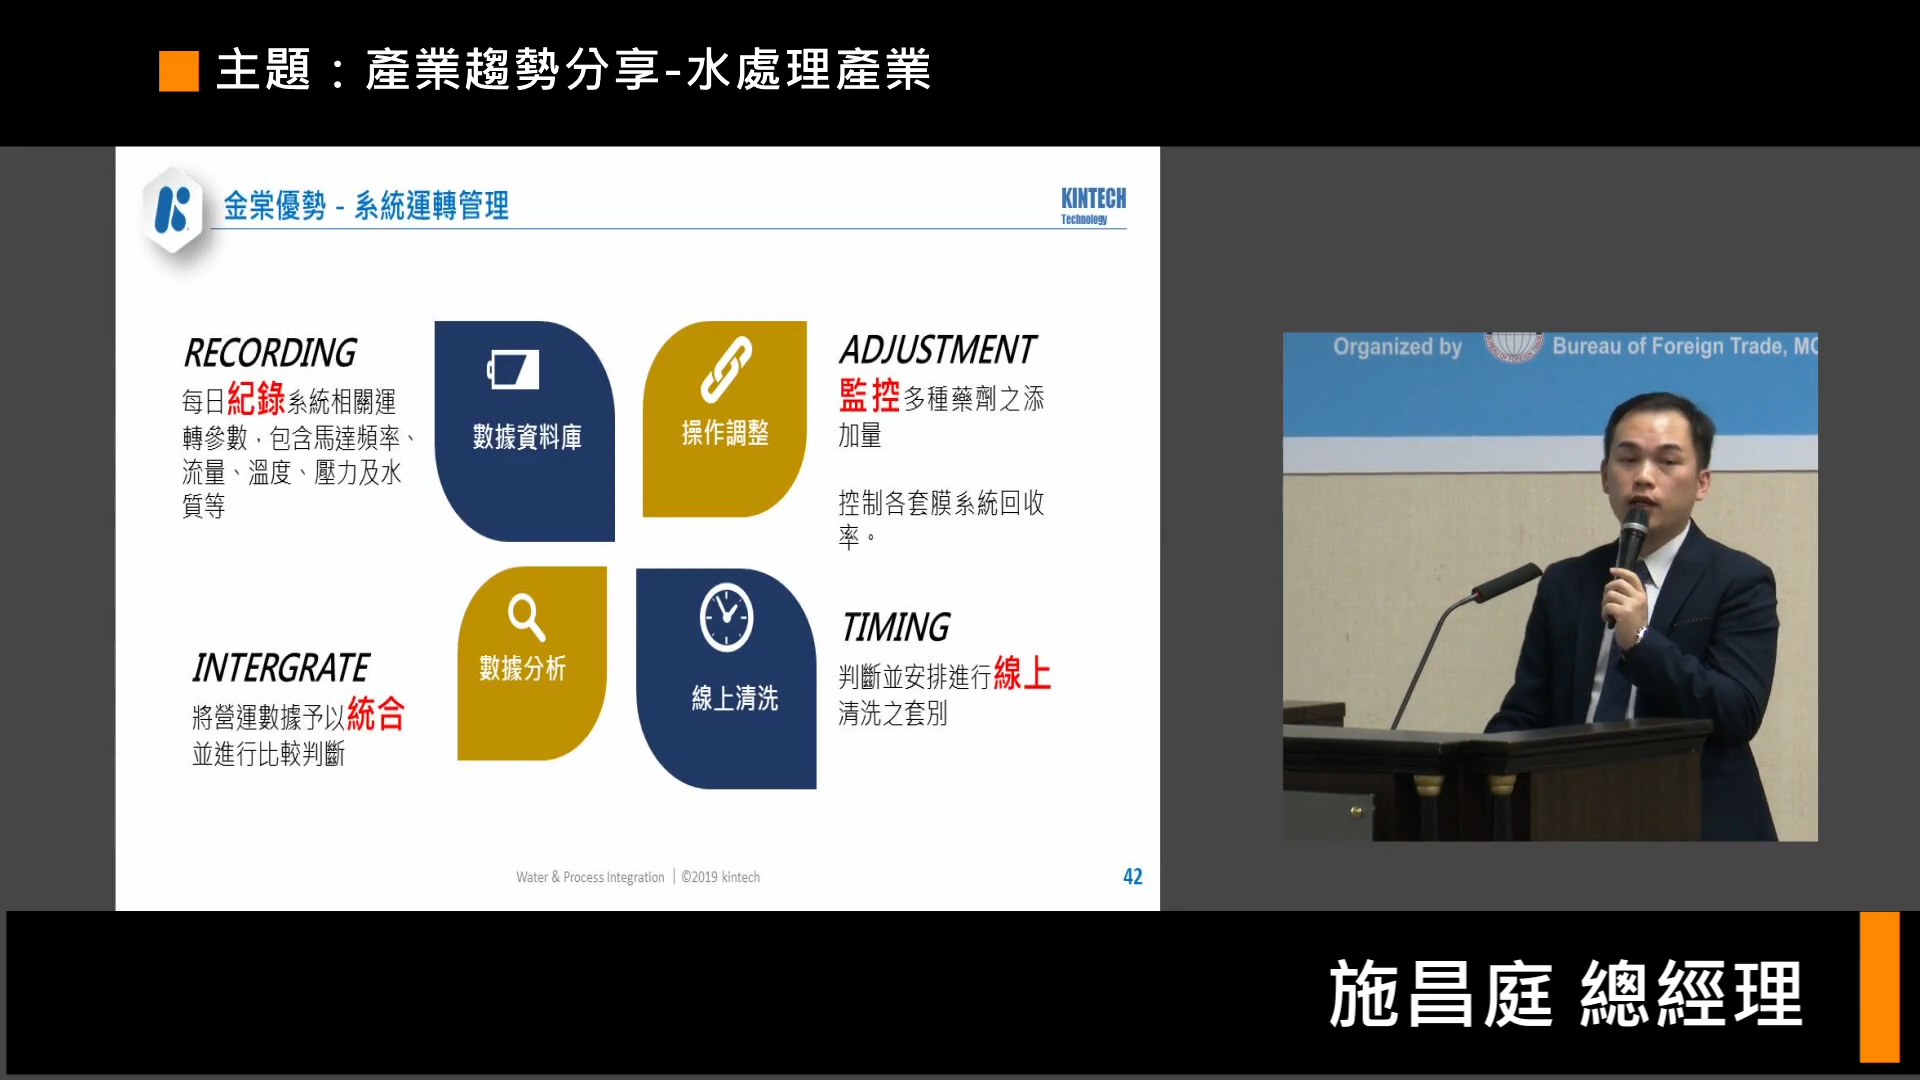 主題：產業趨勢分享-水處理產業
金棠優勢 - 系統運轉管理
KINTECH
Technology
RECORDING
每日紀錄系統相關運
轉參數，包含馬達頻率、
流量、溫度、壓力及水
質等
數據資料庫
操作調整
ADJUSTMENT
監控多種藥劑之添
加量
控制各套膜系統回收
率。
INTERGRATE
將營運數據予以統合
並進行比較判斷
數據分析
線上清洗
TIMING
判斷並安排進行線上
清洗之套別
Water & Process Integration │©2019 kintech
42
Organized by
Bureau of Foreign Trade, MO
施昌庭 總經理